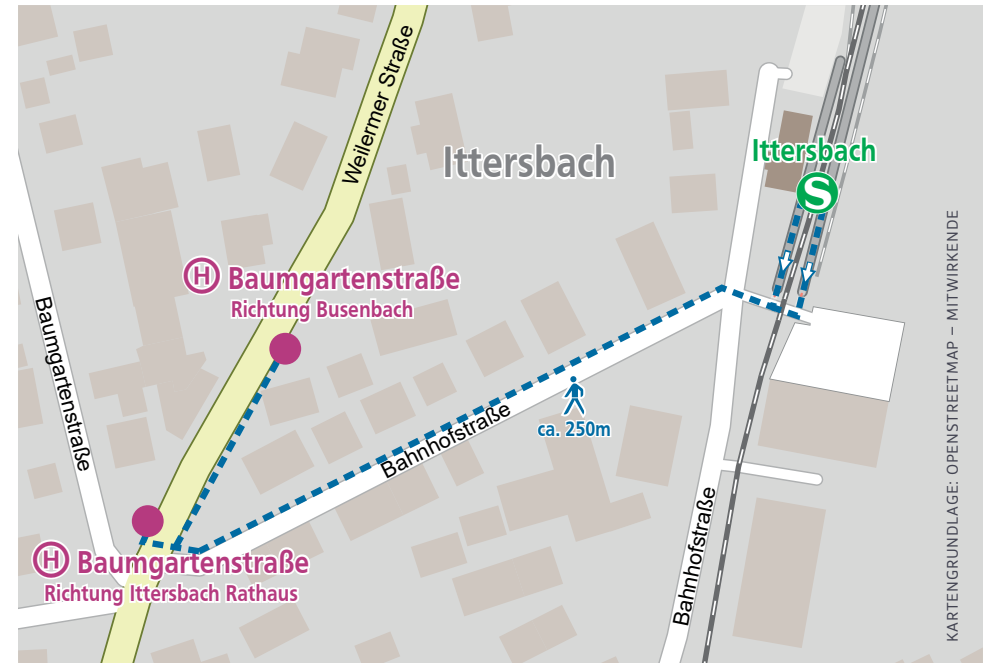 Weilermer Straße
Ittersbach
Ittersbach
S
H Baumgartenstraße
Richtung Busenbach
Baumgartenstraße
Bahnhofstraße
ca. 250m
Bahnhofstraße
H Baumgartenstraße
Richtung Ittersbach Rathaus
KARTENGRUNDLAGE: OPENSTREETMAP – MITWIRKENDE